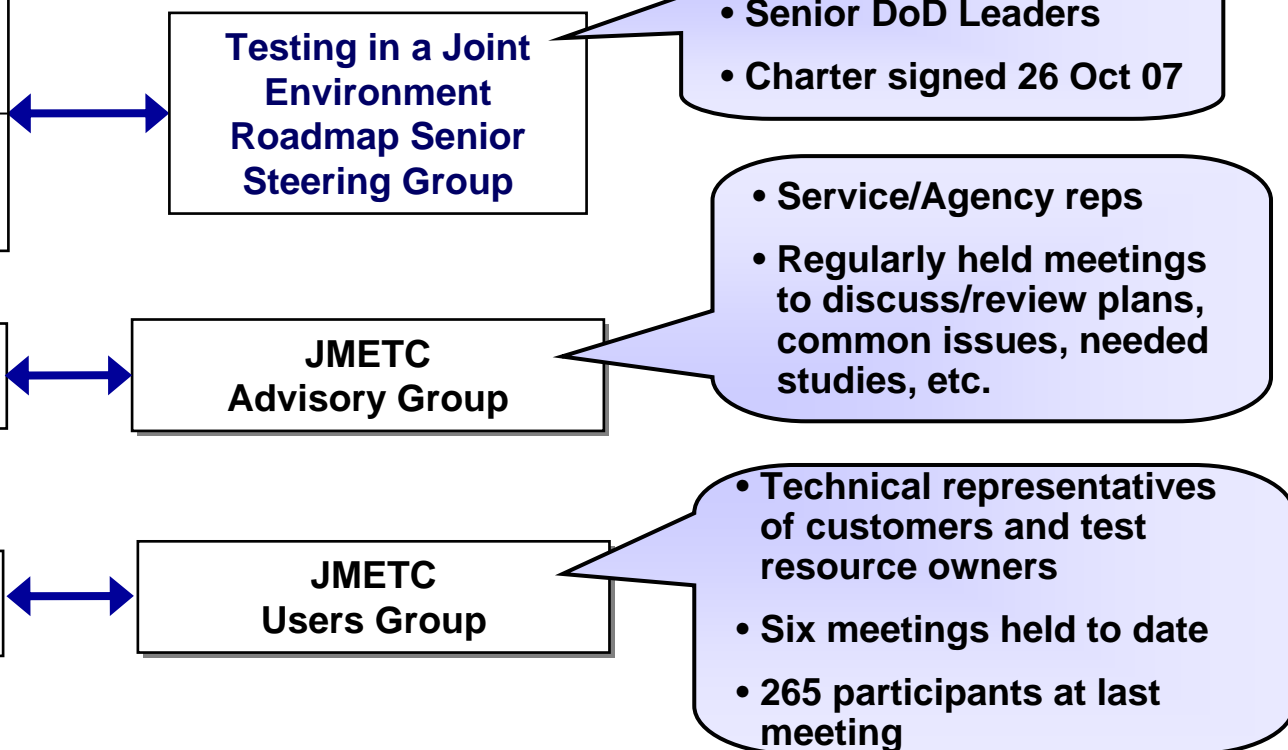 Testing in a Joint
Environment
Roadmap Senior
Steering Group
• Senior DoD Leaders
• Charter signed 26 Oct 07
JMETC
Advisory Group
• Service/Agency reps
• Regularly held meetings
to discuss/review plans,
common issues, needed
studies, etc.
JMETC
Users Group
• Technical representatives
of customers and test
resource owners
• Six meetings held to date
• 265 participants at last
meeting